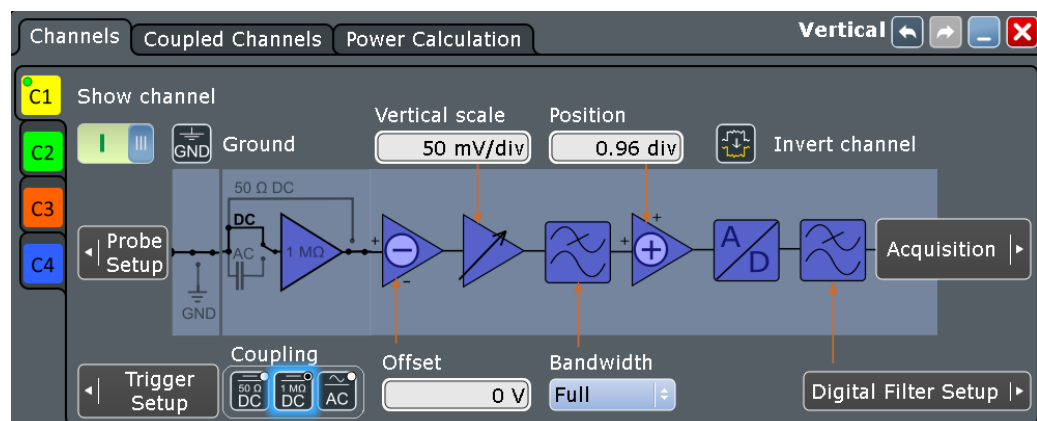 Channels
Coupled Channels
Power Calculation
Vertical
C1
Show channel
Vertical scale
Position
C2
I
III
GND
Ground
50 mV/div
0.96 div
Invert channel
50 Ω DC
C3
DC
Probe
Setup
AC
1 MΩ
+
−
+
+
A
D
Acquisition
C4
-
GND
Coupling
Offset
Bandwidth
Trigger
Setup
50 Ω
DC
1 MΩ
DC
AC
0 V
Full
Digital Filter Setup